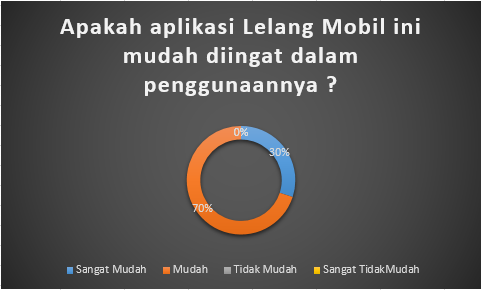 Apakah aplikasi Lelang Mobil ini
mudah diingat dalam
penggunaannya ?
0%
30%
70%
Sangat Mudah Mudah Tidak Mudah Sangat TidakMudah